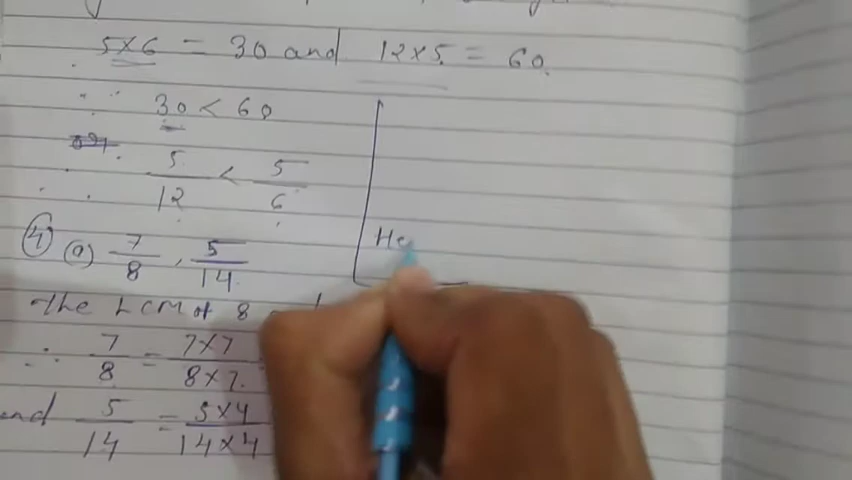 5×6 = 30 and 12×5 = 60.
∵ 30 < 60
∴ 5/12 < 5/6
4 (a) 7/8, 5/14
The LCM of 8
∴ 7/8 = 7×7/8×7
and 5/14 = 5×4/14×4
He